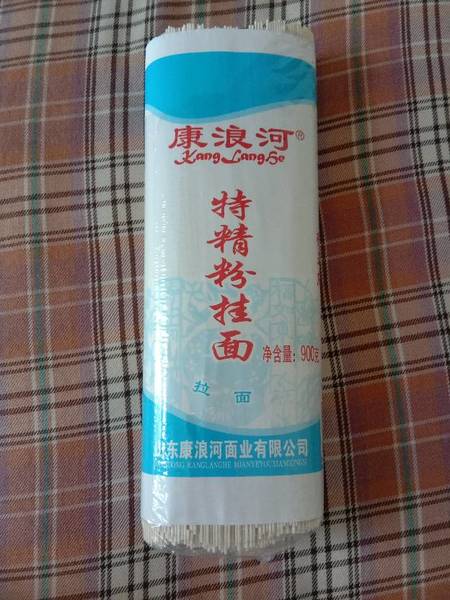 康浪河®
Kang Lang He
特精粉挂面
净含量：900克
拉面
山东康浪河面业有限公司